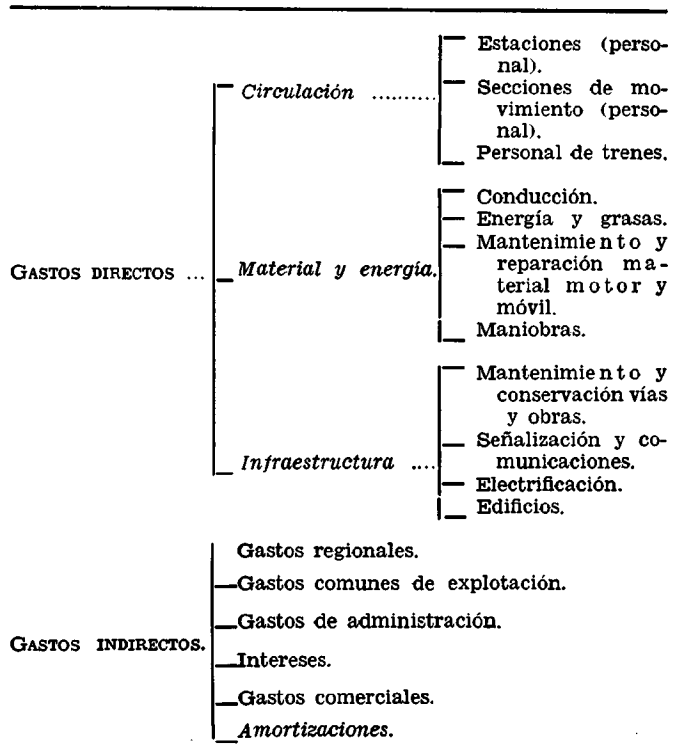 Estaciones (perso-
nal).
Circulación ..........
Secciones de mo-
vimiento (perso-
nal).
Personal de trenes.
Conducción.
Energía y grasas.
GASTOS DIRECTOS ...
Material y energía.
Mantenimiento y
reparación ma-
terial motor y
móvil.
Maniobras.
Mantenimiento y
conservación vías
y obras.
Infraestructura ....
Señalización y co-
municaciones.
Electrificación.
Edificios.
Gastos regionales.
Gastos comunes de explotación.
Gastos de administración.
GASTOS INDIRECTOS.
Intereses.
Gastos comerciales.
Amortizaciones.